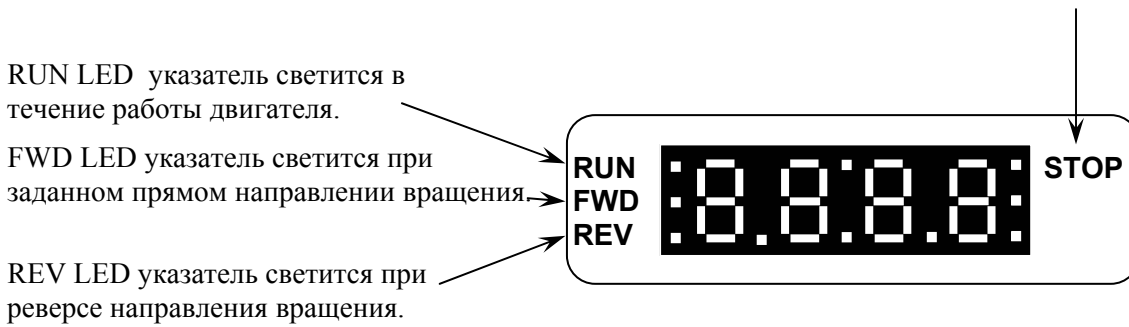 RUN LED указатель светится в
течение работы двигателя.
FWD LED указатель светится при
заданном прямом направлении вращения.
REV LED указатель светится при
реверсе направления вращения.
RUN
FWD
REV
8.8.8.8
STOP